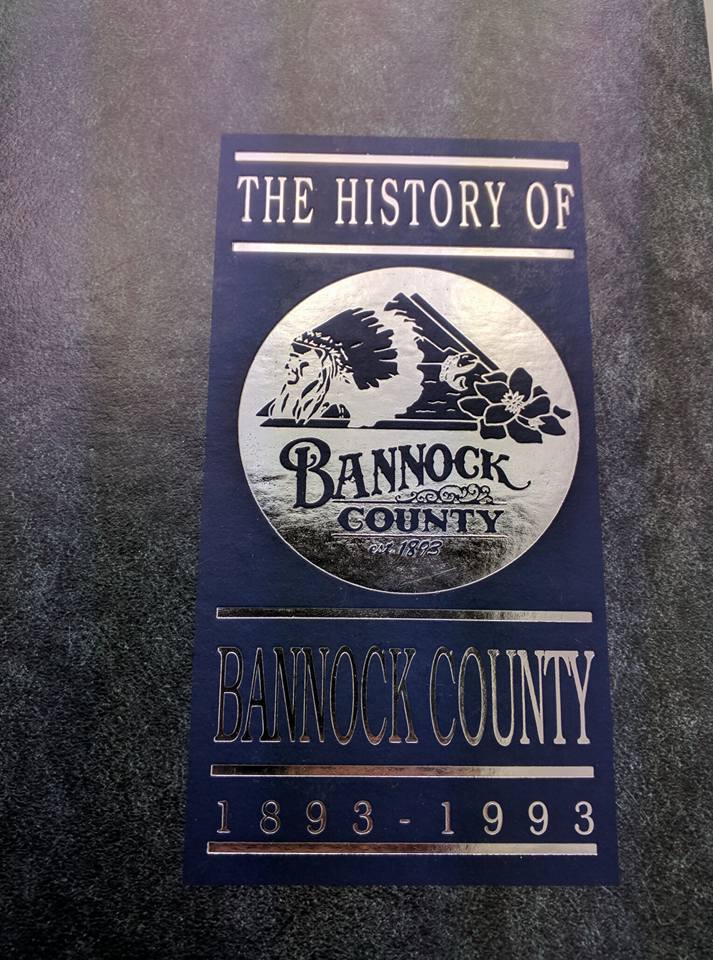 THE HISTORY OF
BANNOCK
COUNTY
est. 1893
BANNOCK COUNTY
1893-1993